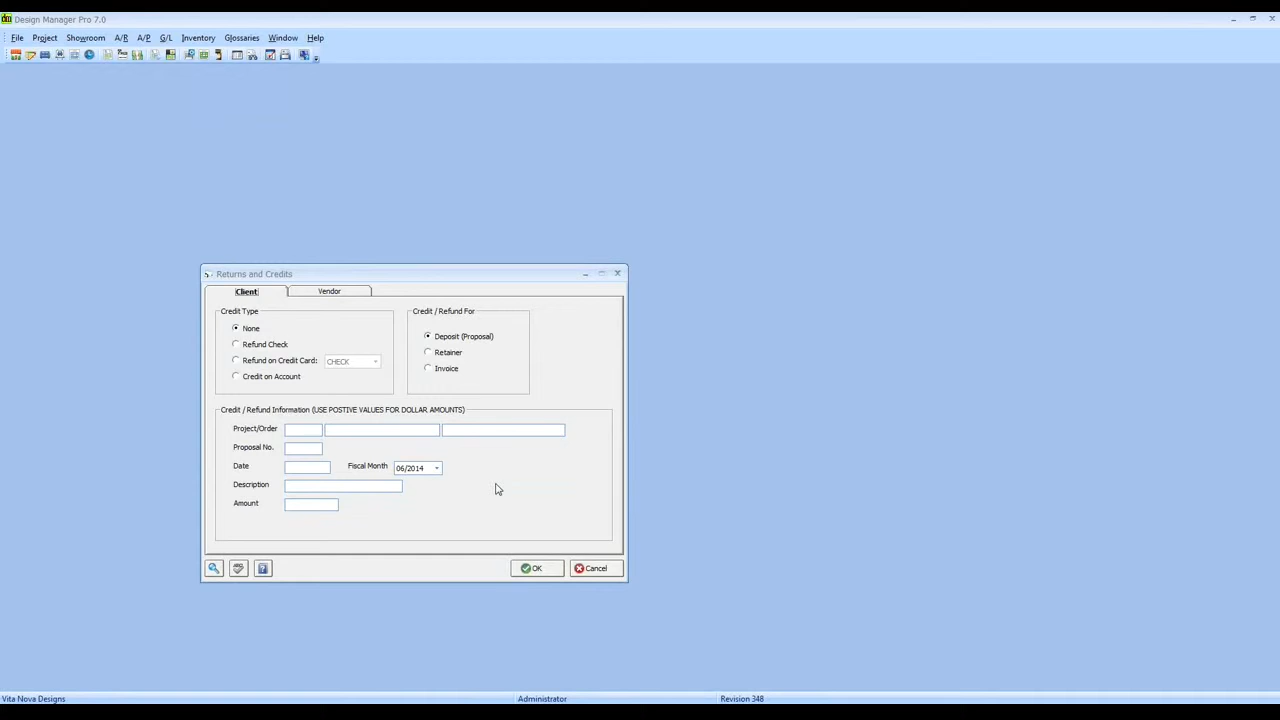 dm Design Manager Pro 7.0
File Project Showroom A/R A/P G/L Inventory Glossaries Window Help
Returns and Credits
Client Vendor
Credit Type
None
Refund Check
Refund on Credit Card: CHECK
Credit on Account
Credit / Refund For
Deposit (Proposal)
Retainer
Invoice
Credit / Refund Information (USE POSTIVE VALUES FOR DOLLAR AMOUNTS)
Project/Order
Proposal No.
Date Fiscal Month 06/2014
Description
Amount
OK Cancel
Vita Nova Designs Administrator Revision 348